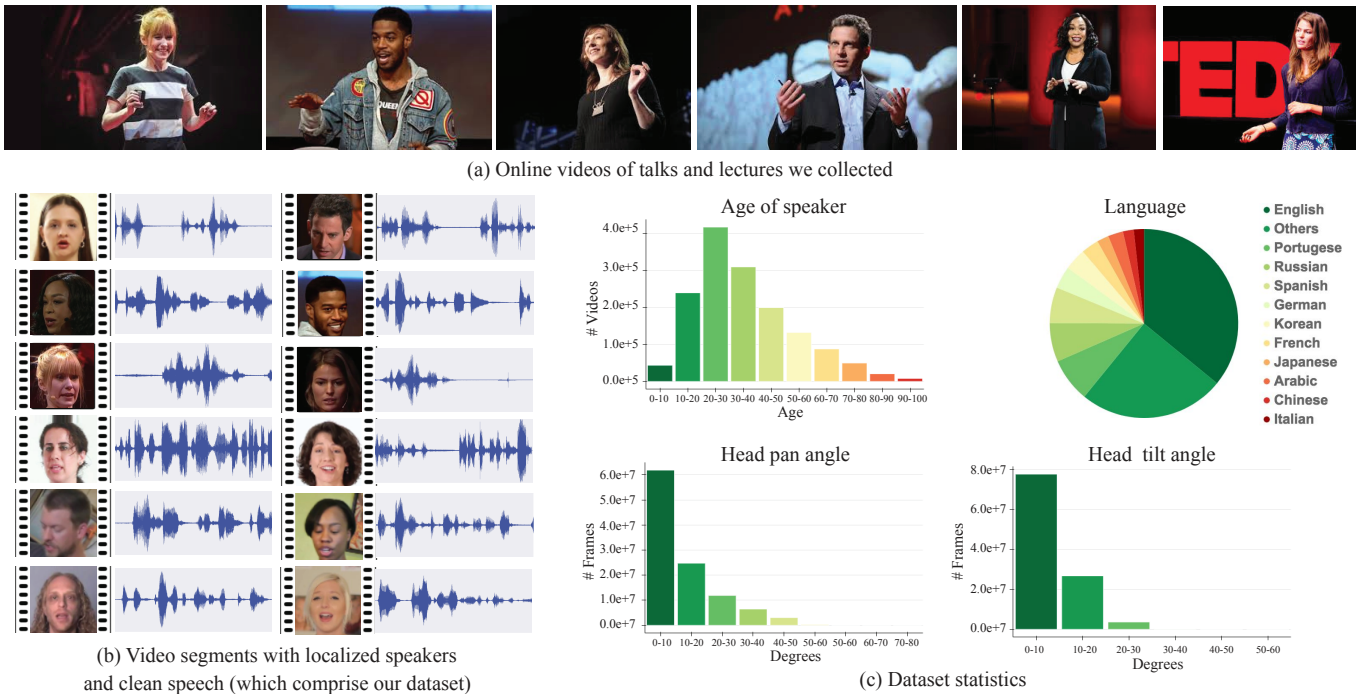 QUEEN
TEDx
(a) Online videos of talks and lectures we collected
(b) Video segments with localized speakers
and clean speech (which comprise our dataset)
Age of speaker
# Videos
4.0e+5
3.0e+5
2.0e+5
1.0e+5
0.0e+5
0-10 10-20 20-30 30-40 40-50 50-60 60-70 70-80 80-90 90-100
Age
Language
English
Others
Portugese
Russian
Spanish
German
Korean
French
Japanese
Arabic
Chinese
Italian
Head pan angle
# Frames
6.0e+7
5.0e+7
4.0e+7
3.0e+7
2.0e+7
1.0e+7
0.0e+7
0-10 10-20 20-30 30-40 40-50 50-60 60-70 70-80
Degrees
Head tilt angle
# Frames
8.0e+7
6.0e+7
4.0e+7
2.0e+7
0.0e+7
0-10 10-20 20-30 30-40 40-50 50-60
Degrees
(c) Dataset statistics